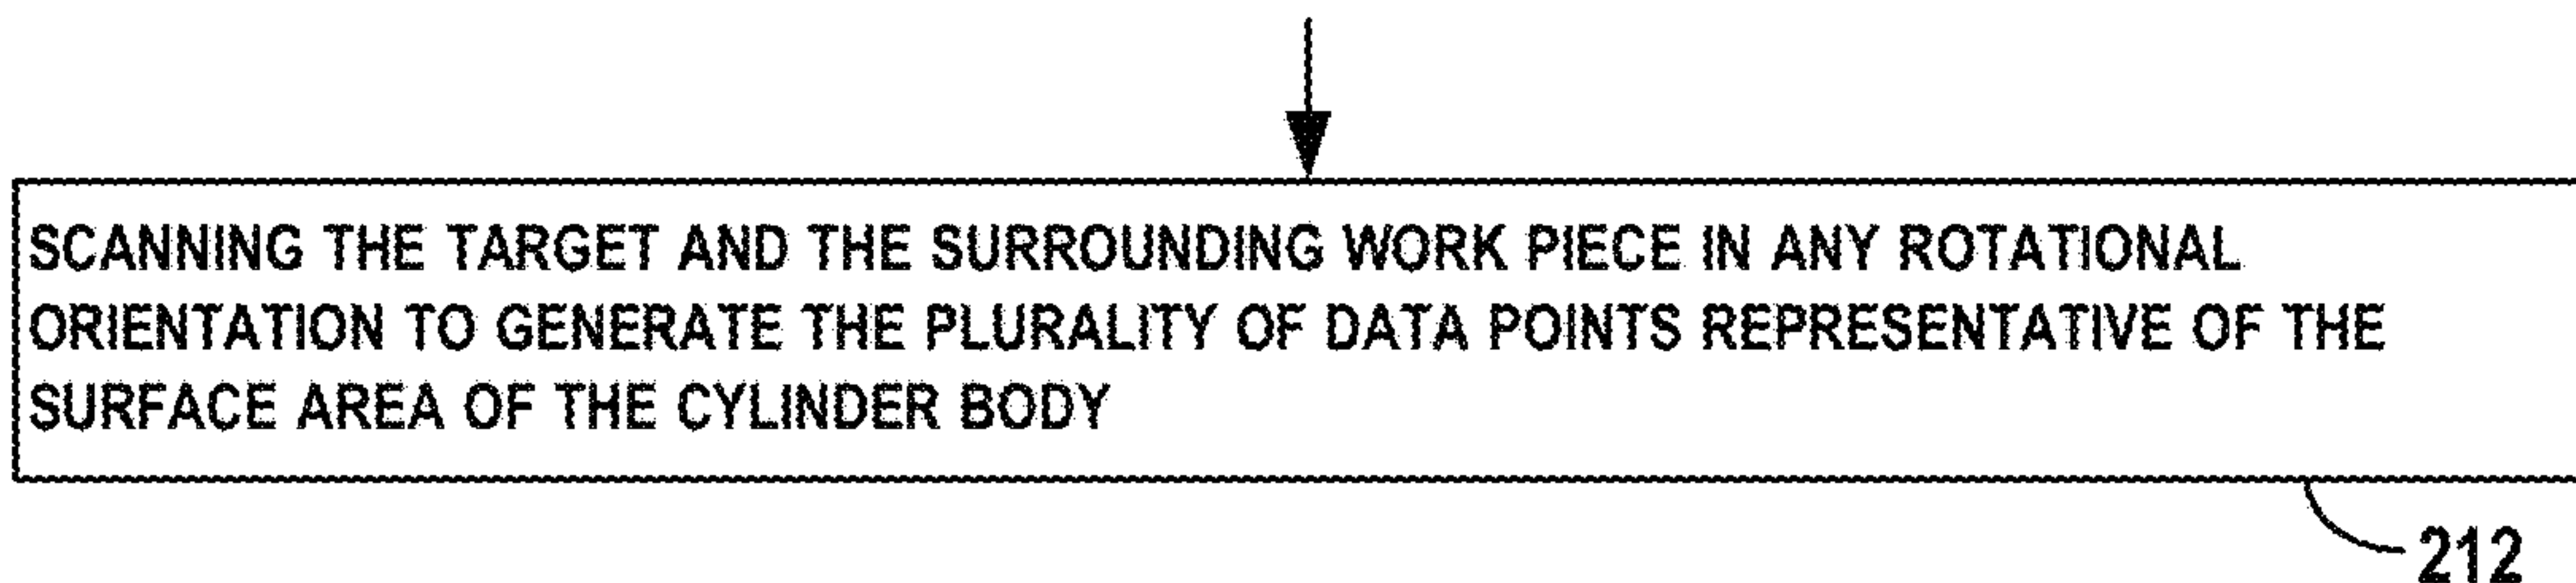 SCANNING THE TARGET AND THE SURROUNDING WORK PIECE IN ANY ROTATIONAL
ORIENTATION TO GENERATE THE PLURALITY OF DATA POINTS REPRESENTATIVE OF THE
SURFACE AREA OF THE CYLINDER BODY
212